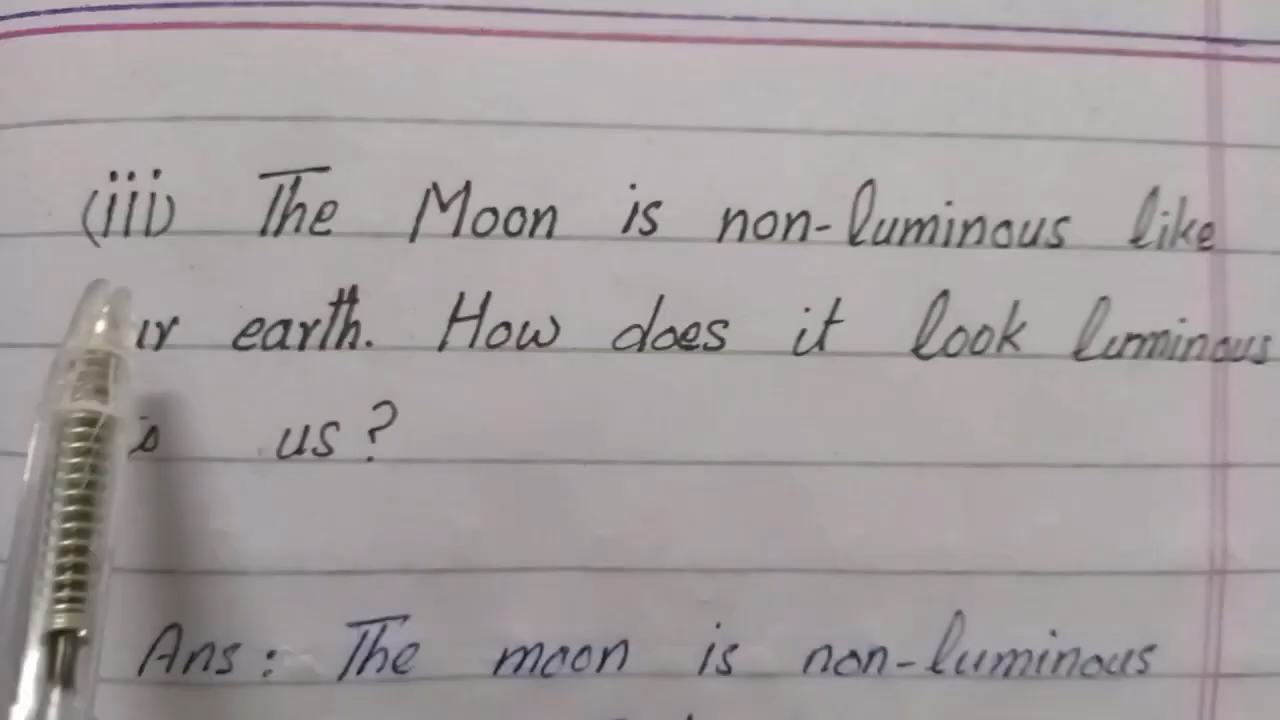 (iii) The Moon is non-luminous like
earth. How does it look luminous
us?
Ans: The moon is non-luminous